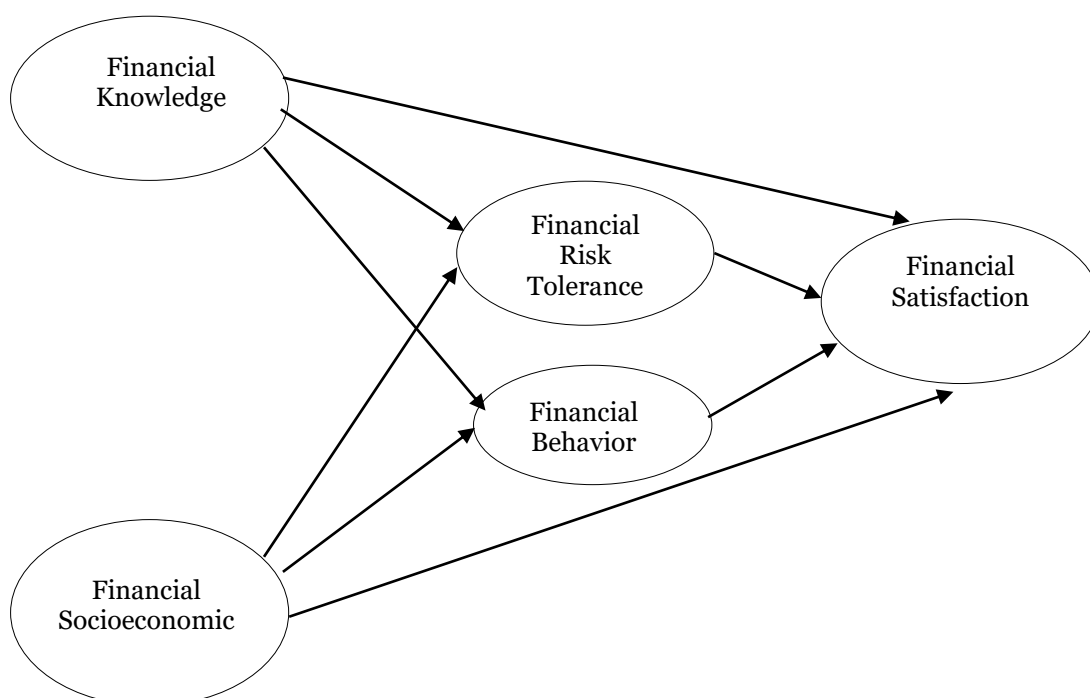 Financial
Knowledge
Financial
Risk
Tolerance
Financial
Satisfaction
Financial
Behavior
Financial
Socioeconomic